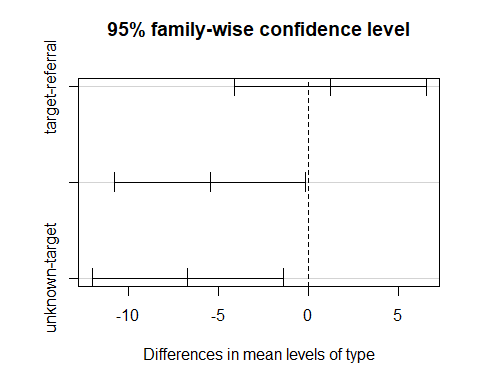 95% family-wise confidence level
target-referral
unknown-target
-10
-5
0
5
Differences in mean levels of type